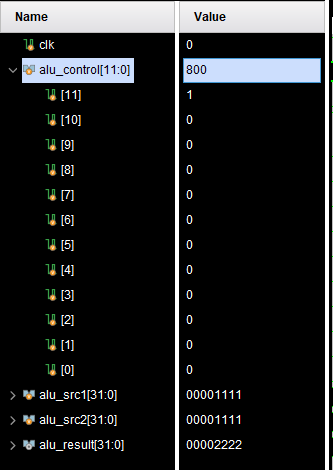 Name Value
clk 0
alu_control[11:0] 800
[11] 1
[10] 0
[9] 0
[8] 0
[7] 0
[6] 0
[5] 0
[4] 0
[3] 0
[2] 0
[1] 0
[0] 0
alu_src1[31:0] 00001111
alu_src2[31:0] 00001111
alu_result[31:0] 00002222